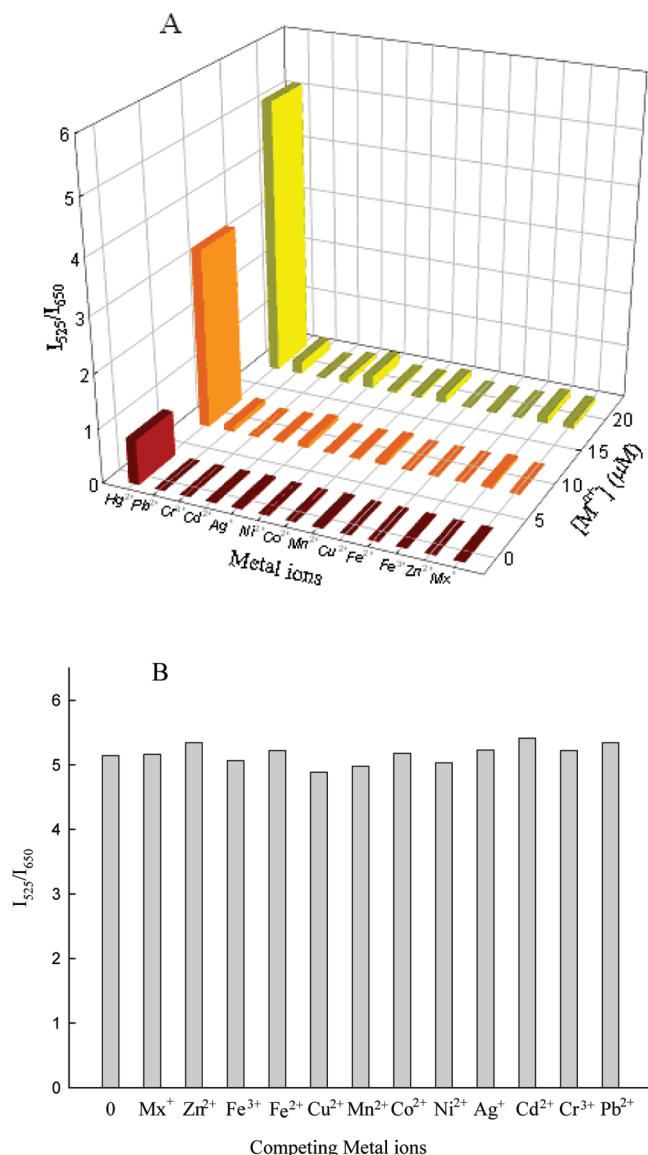 A
6
5
4
3
2
1
0
I525/I650
Hg2+ Pb2+ Cr3+ Cd2+ Ag+ Ni2+ Co2+ Mn2+ Cu2+ Fe2+ Fe3+ Zn2+ Mx+
Metal ions
0
5
10
15
20
(μM)
B
6
5
4
3
2
1
0
I525/I650
0 Mx+ Zn2+ Fe3+ Fe2+ Cu2+ Mn2+ Co2+ Ni2+ Ag+ Cd2+ Cr3+ Pb2+
Competing Metal ions